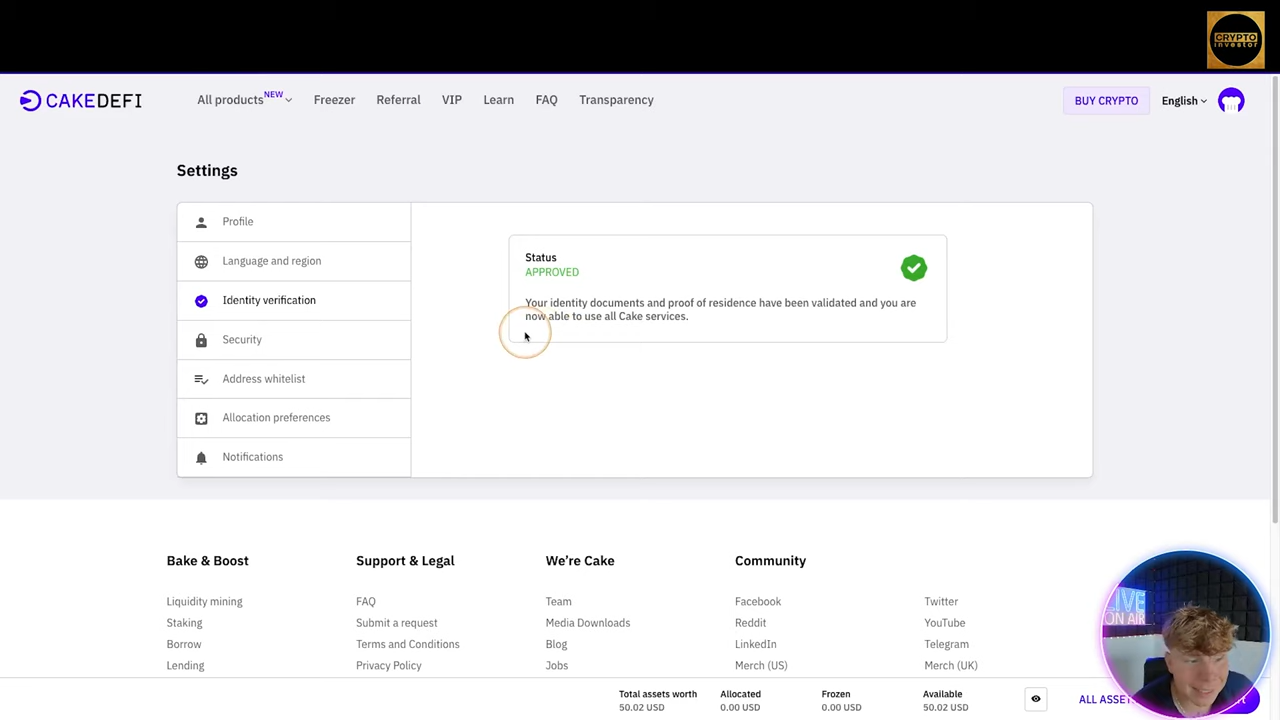 CRYPTO
investor
CAKEDEFI
All products NEW
Freezer
Referral
VIP
Learn
FAQ
Transparency
BUY CRYPTO
English
Settings
Profile
Language and region
Identity verification
Security
Address whitelist
Allocation preferences
Notifications
Status
APPROVED
Your identity documents and proof of residence have been validated and you are
now able to use all Cake services.
Bake & Boost
Liquidity mining
Staking
Borrow
Lending
Support & Legal
FAQ
Submit a request
Terms and Conditions
Privacy Policy
We're Cake
Team
Media Downloads
Blog
Jobs
Community
Facebook
Reddit
LinkedIn
Merch (US)
Twitter
YouTube
Telegram
Merch (UK)
LIVE
ON AIR
Total assets worth
50.02 USD
Allocated
0.00 USD
Frozen
0.00 USD
Available
50.02 USD
ALL